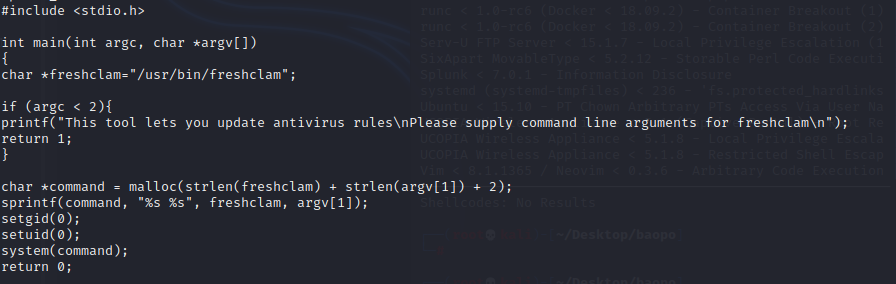 #include <stdio.h>
int main(int argc, char *argv[])
{
char *freshclam="/usr/bin/freshclam";
if (argc < 2){
printf("This tool lets you update antivirus rules\nPlease supply command line arguments for freshclam\n");
return 1;
}
char *command = malloc(strlen(freshclam) + strlen(argv[1]) + 2);
sprintf(command, "%s %s", freshclam, argv[1]);
setgid(0);
setuid(0);
system(command);
return 0;
runc < 1.0-rc6 (Docker < 18.09.2) - Container Breakout (1)
runc < 1.0-rc6 (Docker < 18.09.2) - Container Breakout (2)
Serv-U FTP Server < 15.1.7 - Local Privilege Escalation (1
SixApart MovableType < 5.2.12 - Storable Perl Code Executi
Splunk < 7.0.1 - Information Disclosure
systemd (systemd-tmpfiles) < 236 - 'fs.protected_hardlinks
Ubuntu < 15.10 - PT Chown Arbitrary PTs Access Via User Na
UCOPIA Wireless Appliance < 5.1.8 - Local Privilege Escala
UCOPIA Wireless Appliance < 5.1.8 - Restricted Shell Escap
Vim < 8.1.1365 / Neovim < 0.3.6 - Arbitrary Code Execution
Shellcodes: No Results
~/Desktop/baopo
~/Desktop/baopo